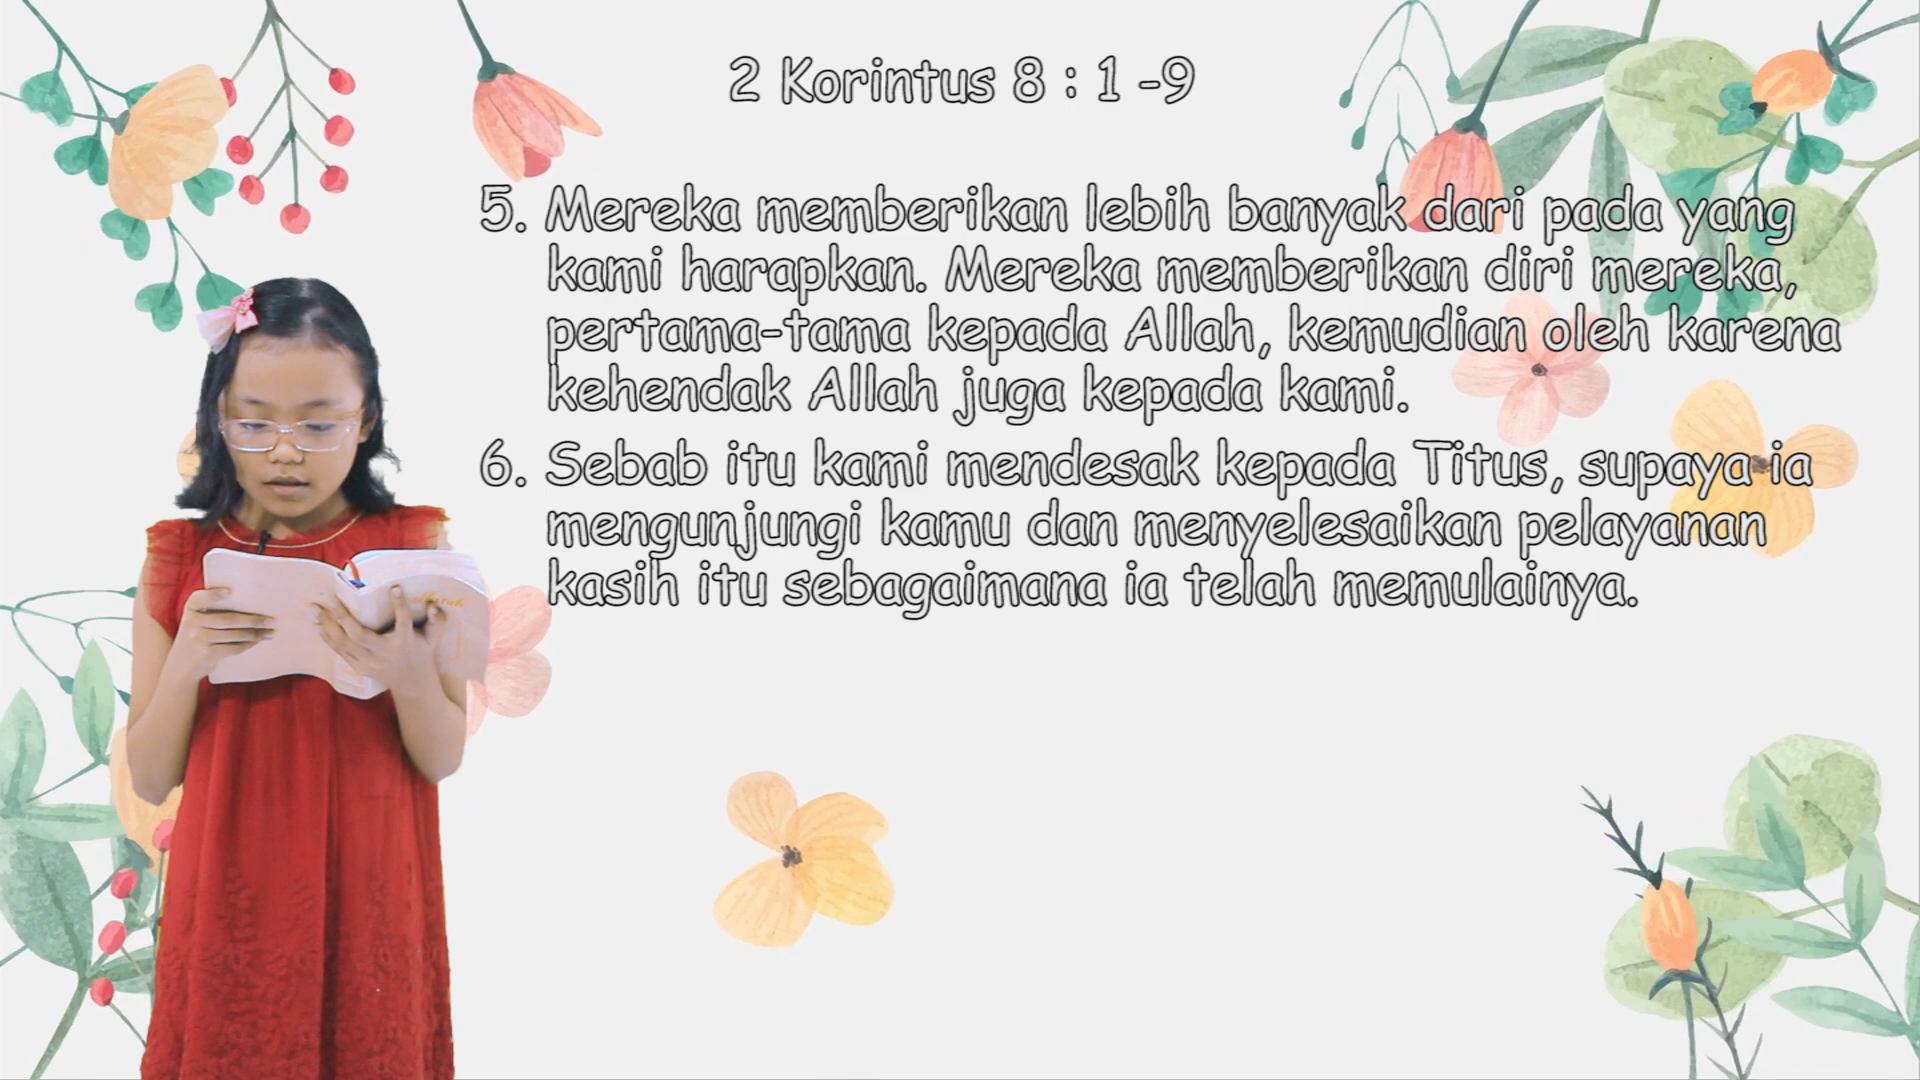 2 Korintus 8 : 1 -9
5. Mereka memberikan lebih banyak dari pada yang
kami harapkan. Mereka memberikan diri mereka,
pertama-tama kepada Allah, kemudian oleh karena
kehendak Allah juga kepada kami.
6. Sebab itu kami mendesak kepada Titus, supaya ia
mengunjungi kamu dan menyelesaikan pelayanan
kasih itu sebagaimana ia telah memulainya.